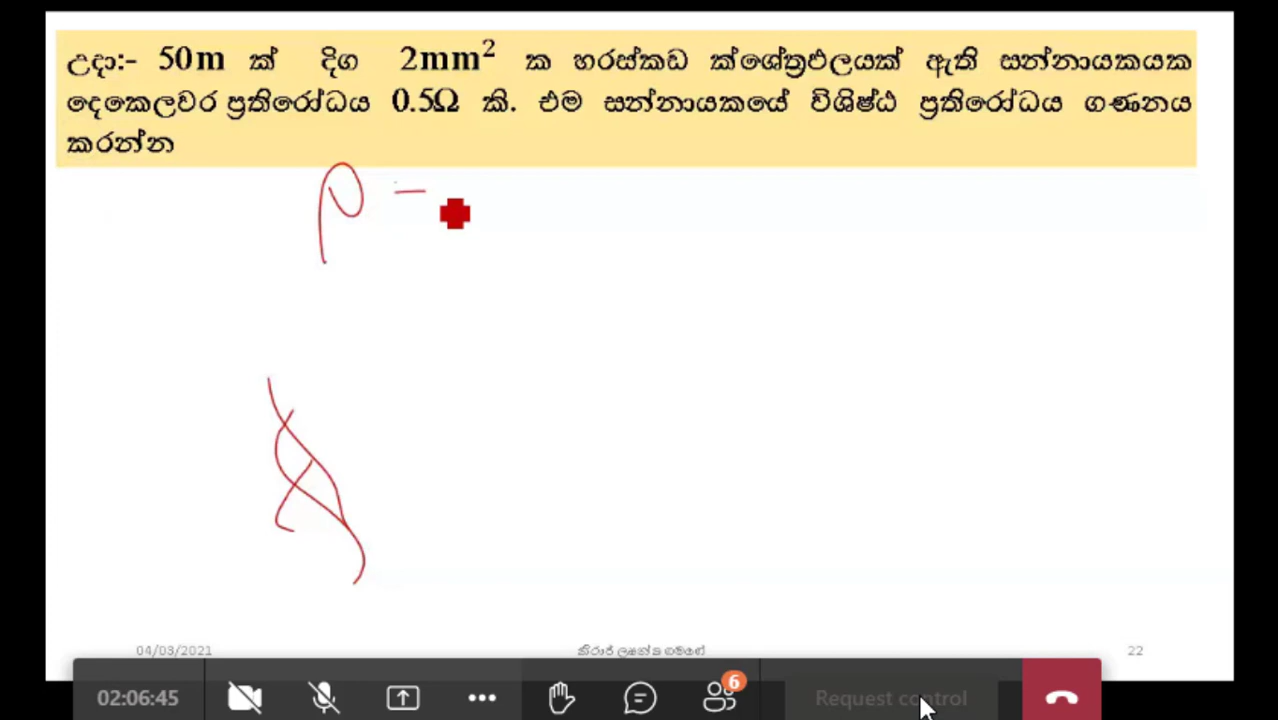 උදා:- 50m ක් දිග 2mm² ක හරස්කඩ ක්ශේත්‍රඵලයක් ඇති සන්නායකයක
දෙකෙලවර ප්‍රතිරෝධය 0.5Ω කි. එම සන්නායකයේ විශිෂ්ඨ ප්‍රතිරෝධය ගණනය
කරන්න
ρ =
04/03/2021
22
02:06:45
6
Request control